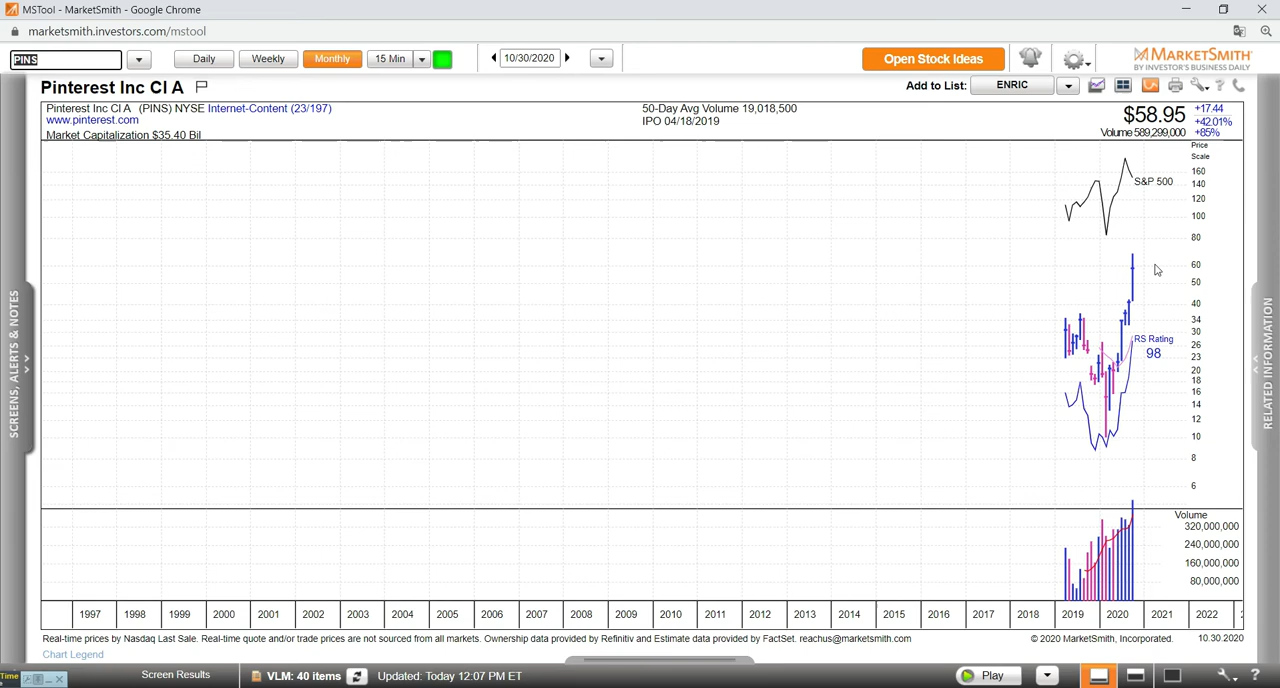 MSTool - MarketSmith - Google Chrome
marketsmith.investors.com/mstool
PINS Daily Weekly Monthly 15 Min 10/30/2020 Open Stock Ideas MARKETSMITH
BY INVESTOR'S BUSINESS DAILY
Pinterest Inc Cl A Add to List: ENRIC ?
Pinterest Inc Cl A (PINS) NYSE Internet-Content (23/197) 50-Day Avg Volume 19,018,500 $58.95 +17.44
www.pinterest.com IPO 04/18/2019 +42.01%
Market Capitalization $35.40 Bil Volume 589,299,000 +85%
Price
Scale
160
S&P 500
140
120
100
80
60
50
40
34
30
RS Rating
26
98
23
20
18
16
14
12
10
8
6
Volume
320,000,000
240,000,000
160,000,000
80,000,000
1997 1998 1999 2000 2001 2002 2003 2004 2005 2006 2007 2008 2009 2010 2011 2012 2013 2014 2015 2016 2017 2018 2019 2020 2021 2022 2
Real-time prices by Nasdaq Last Sale. Real-time quote and/or trade prices are not sourced from all markets. Ownership data provided by Refinitiv and Estimate data provided by FactSet. reachus@marketsmith.com © 2020 MarketSmith, Incorporated. 10.30.2020
Chart Legend
SCREENS, ALERTS & NOTES
RELATED INFORMATION
Time Screen Results VLM: 40 items Updated: Today 12:07 PM ET Play ?